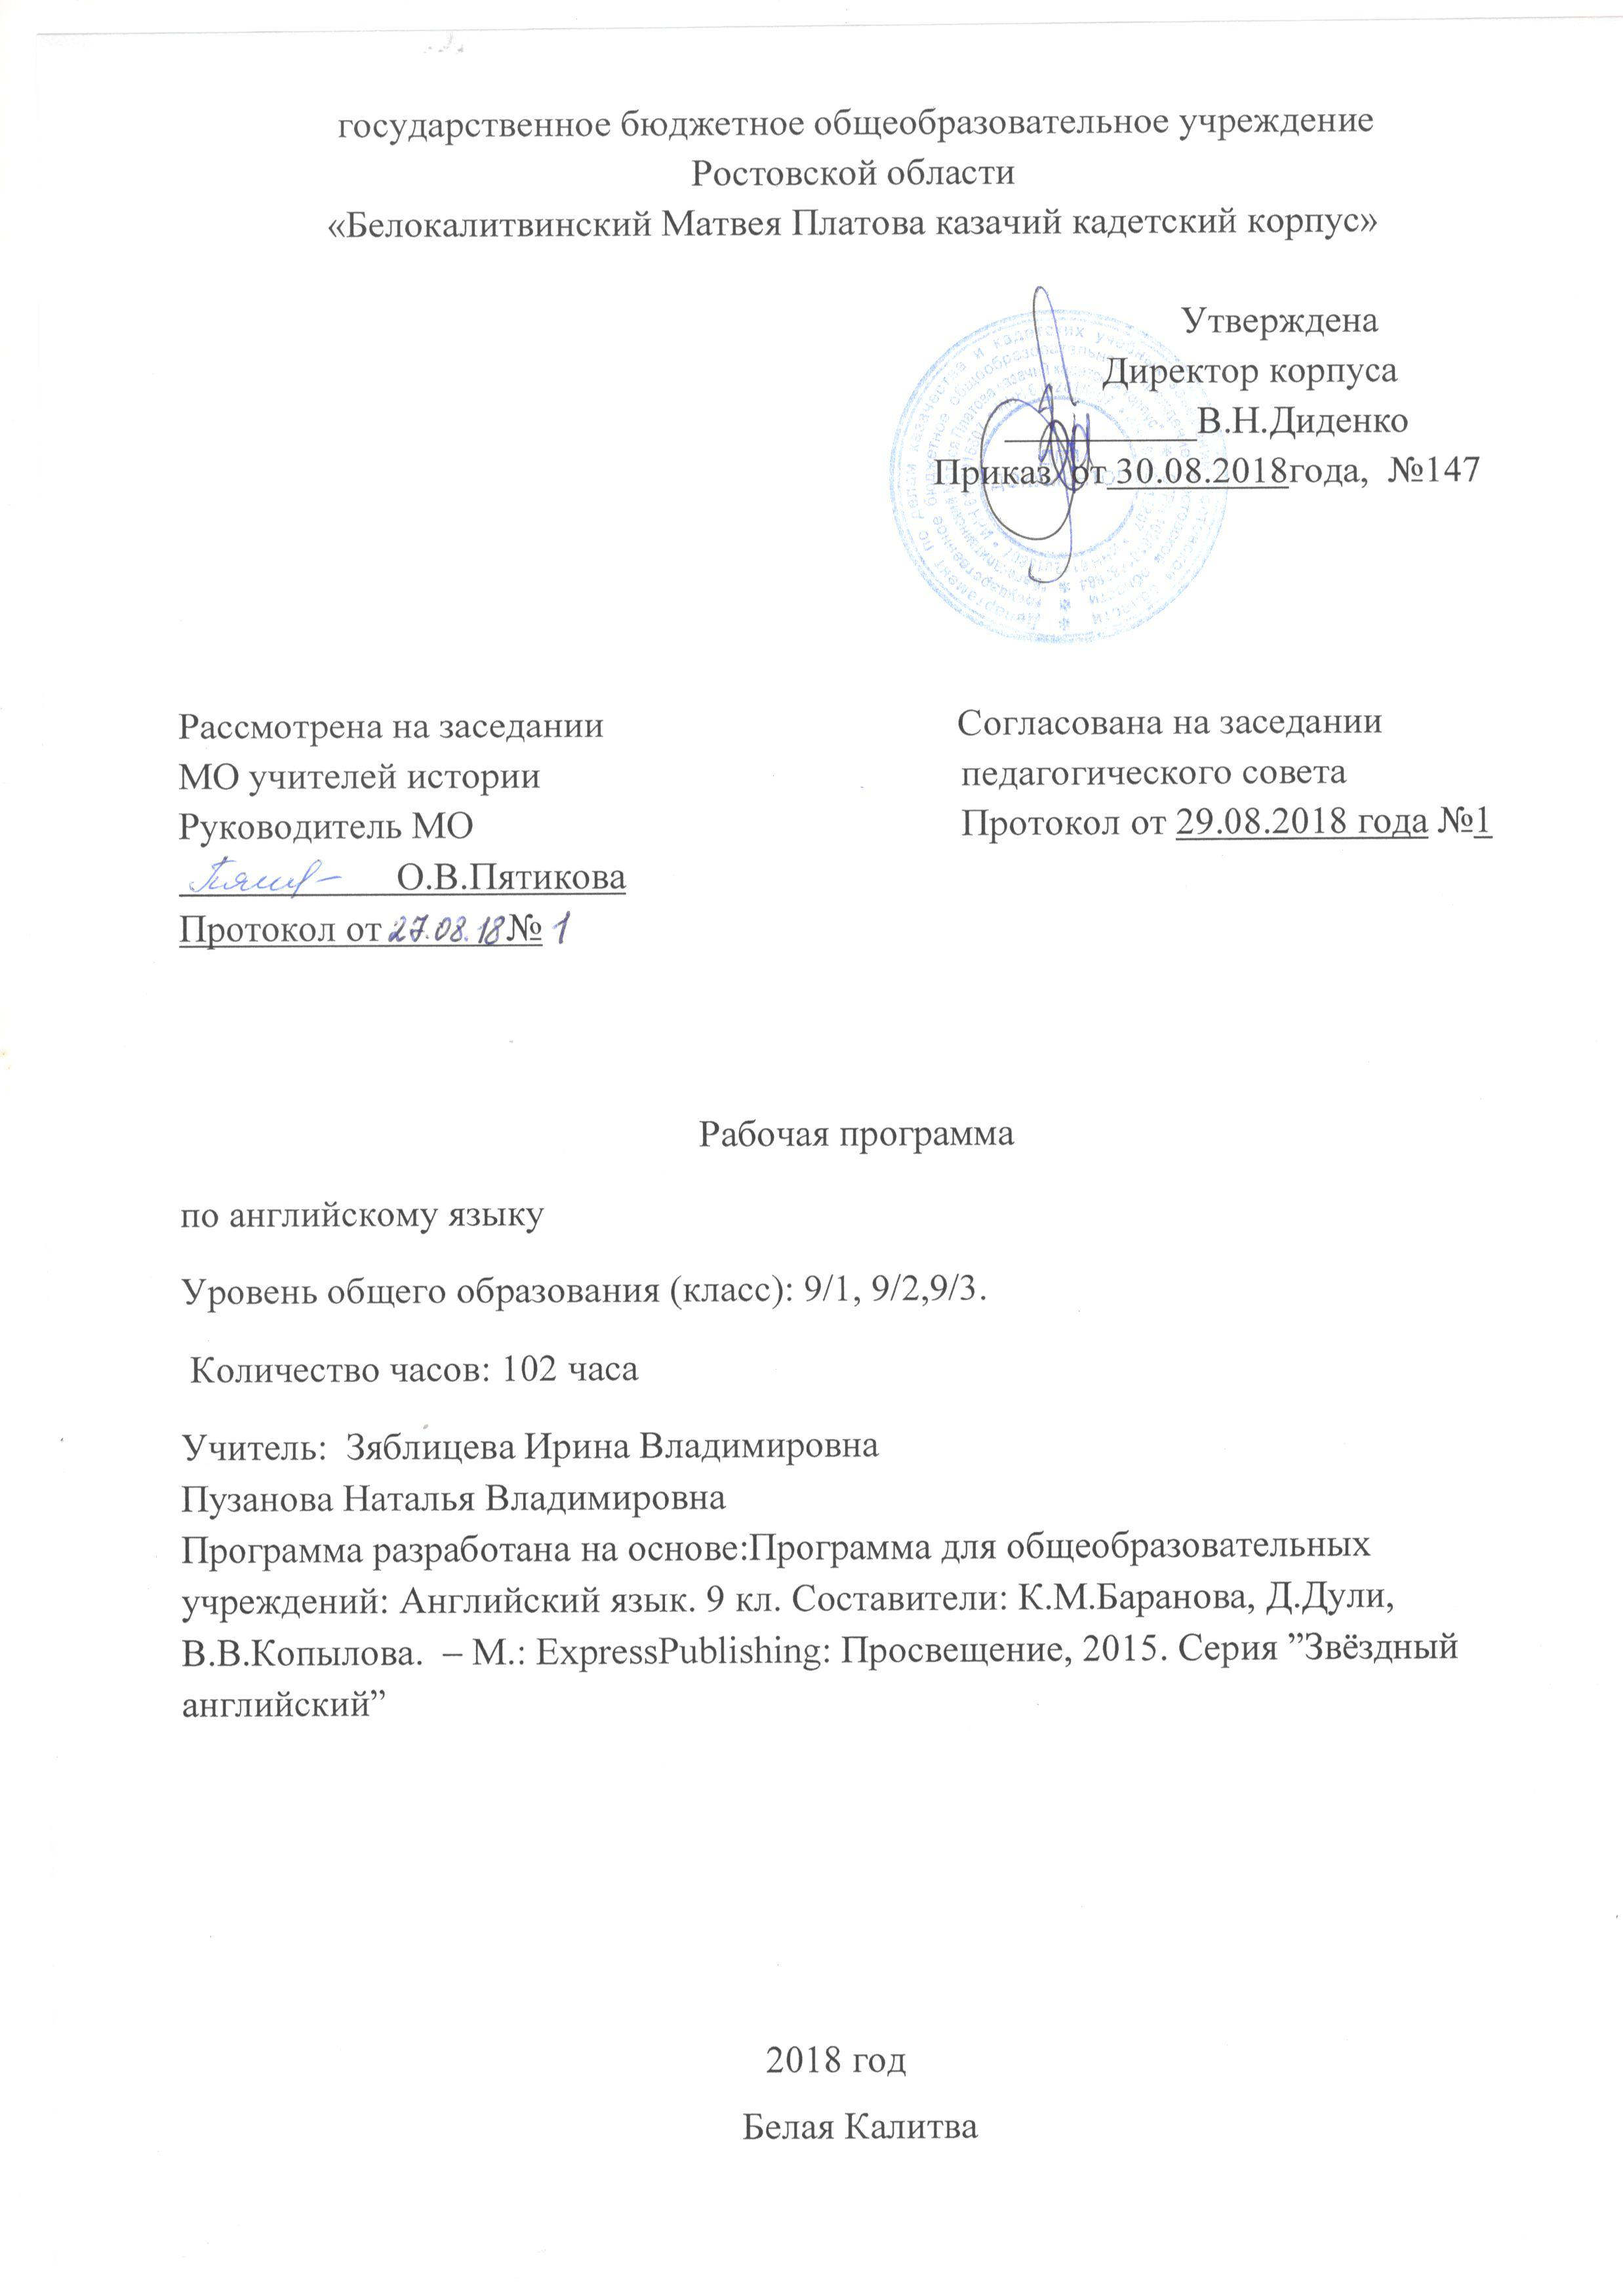 государственное бюджетное общеобразовательное учреждение
Ростовской области
«Белокалитвинский Матвея Платова казачий кадетский корпус»
Утверждена
Директор корпуса
__________В.Н.Диденко
Приказ от 30.08.2018года, №147
Рассмотрена на заседании
МО учителей истории
Руководитель МО
О.В.Пятикова
Протокол от 27.08.18 № 1
Согласована на заседании
педагогического совета
Протокол от 29.08.2018 года №1
Рабочая программа
по английскому языку
Уровень общего образования (класс): 9/1, 9/2,9/3.
Количество часов: 102 часа
Учитель: Зяблицева Ирина Владимировна
Пузанова Наталья Владимировна
Программа разработана на основе:Программа для общеобразовательных
учреждений: Английский язык. 9 кл. Составители: К.М.Баранова, Д.Дули,
В.В.Копылова. – М.: ExpressPublishing: Просвещение, 2015. Серия ”Звёздный
английский”
2018 год
Белая Калитва